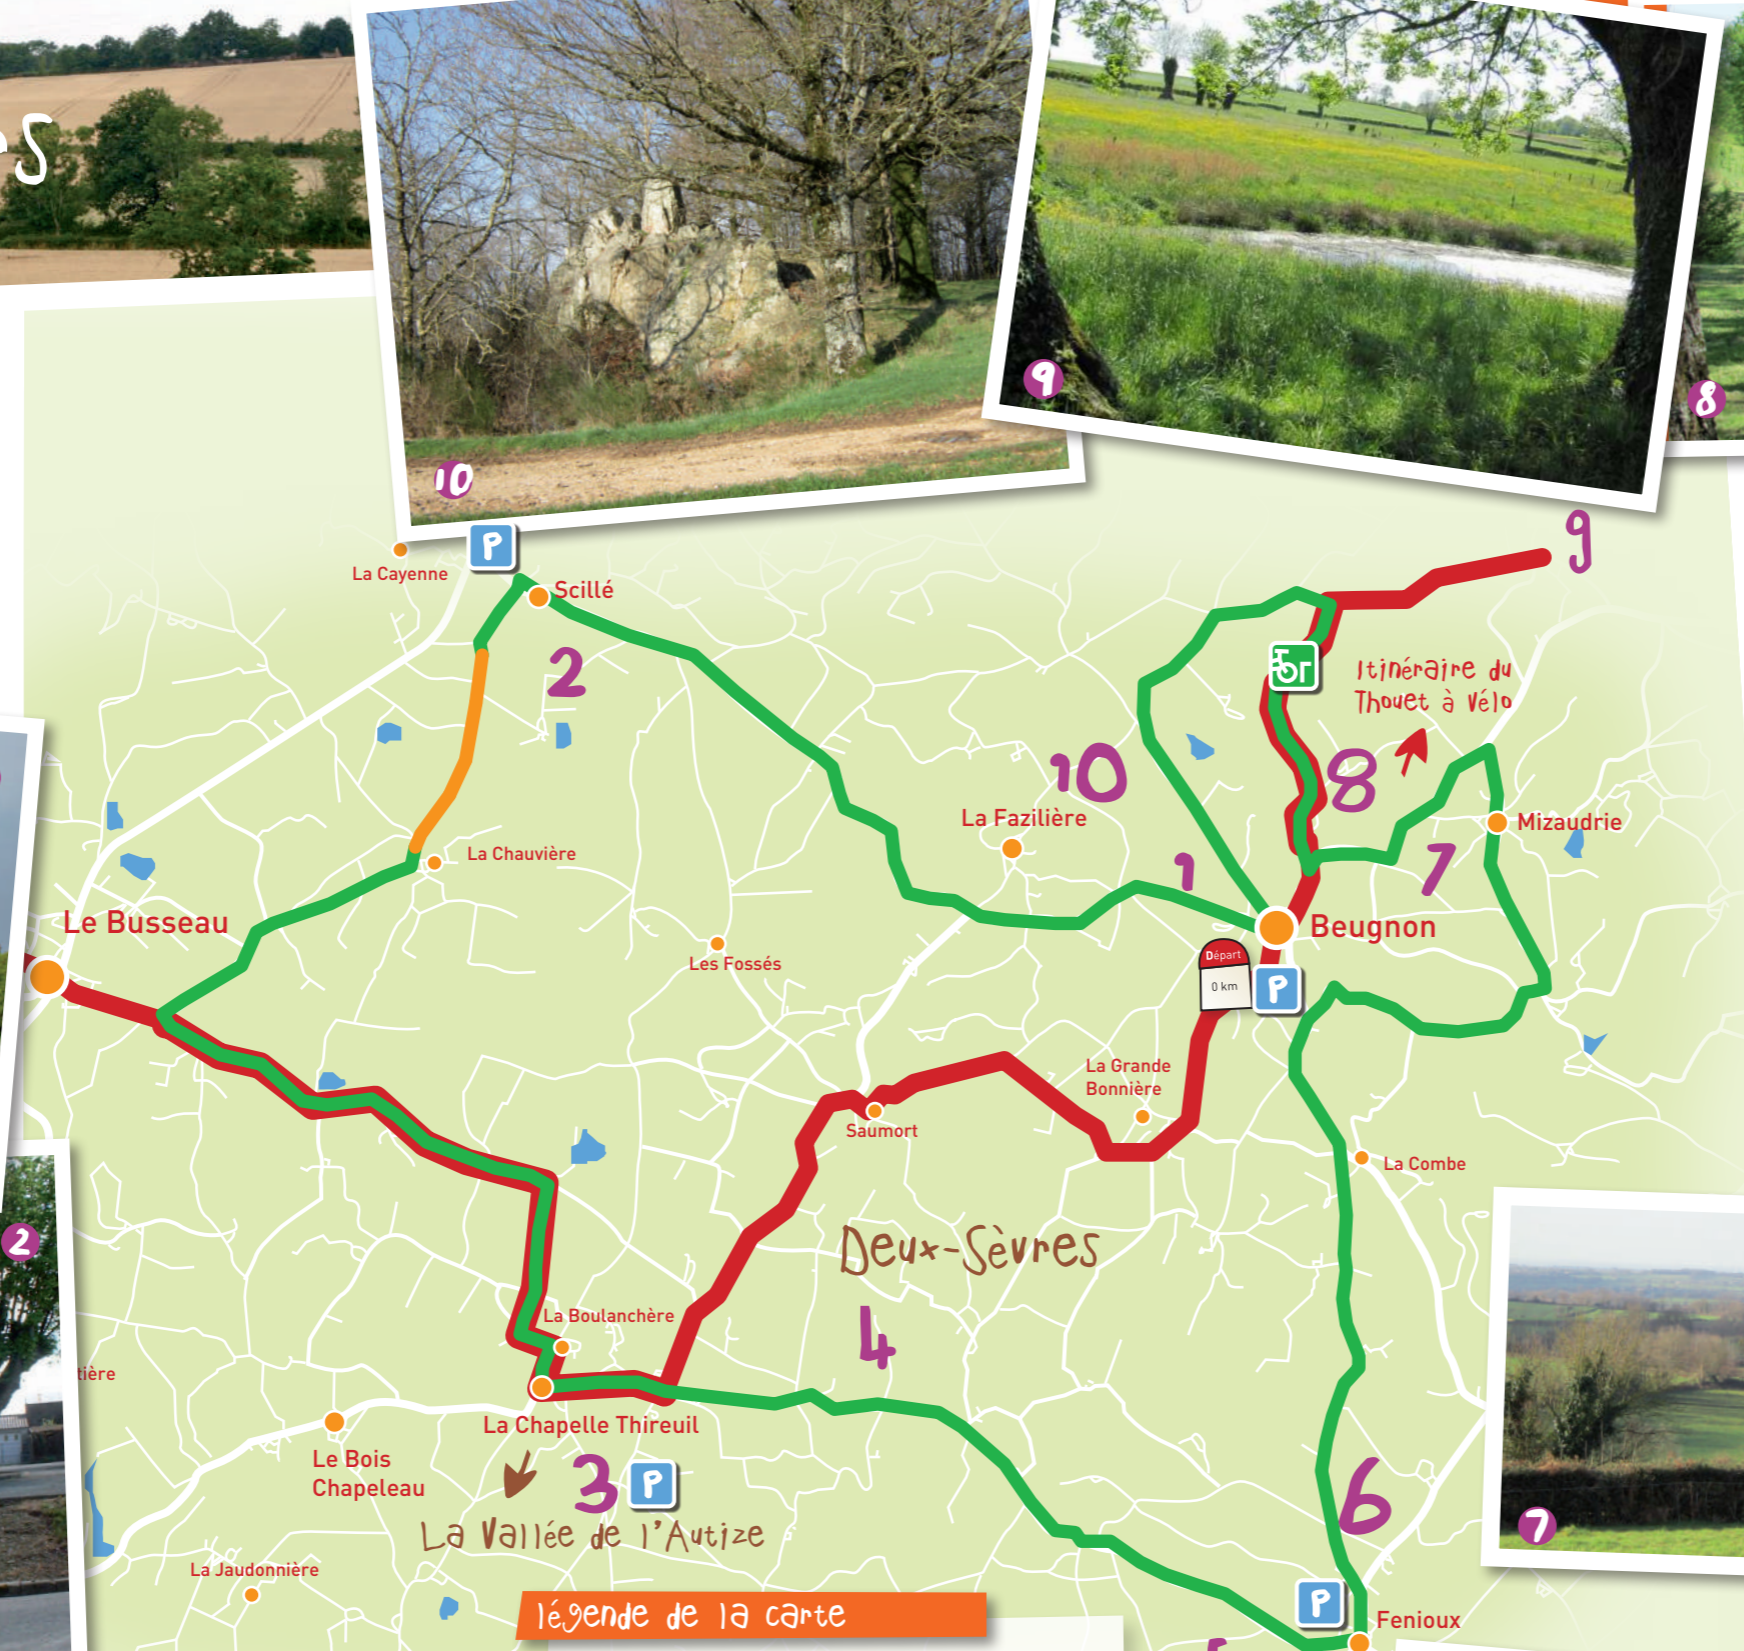 s
10
9
8
P
La Cayenne
Scillé
9
2
Itinéraire du
Thouet à Vélo
10
8
La Fazilière
Mizaudrie
La Chauvière
1
7
Le Busseau
Beugnon
Départ
0 km
P
Les Fossés
La Grande
Bonnière
Saumort
La Combe
2
Deux-Sèvres
La Boulanchère
4
tière
La Chapelle Thireuil
Le Bois
Chapeleau
3
P
6
7
La Vallée de l'Autize
La Jaudonnière
légende de la carte
P
Fenioux